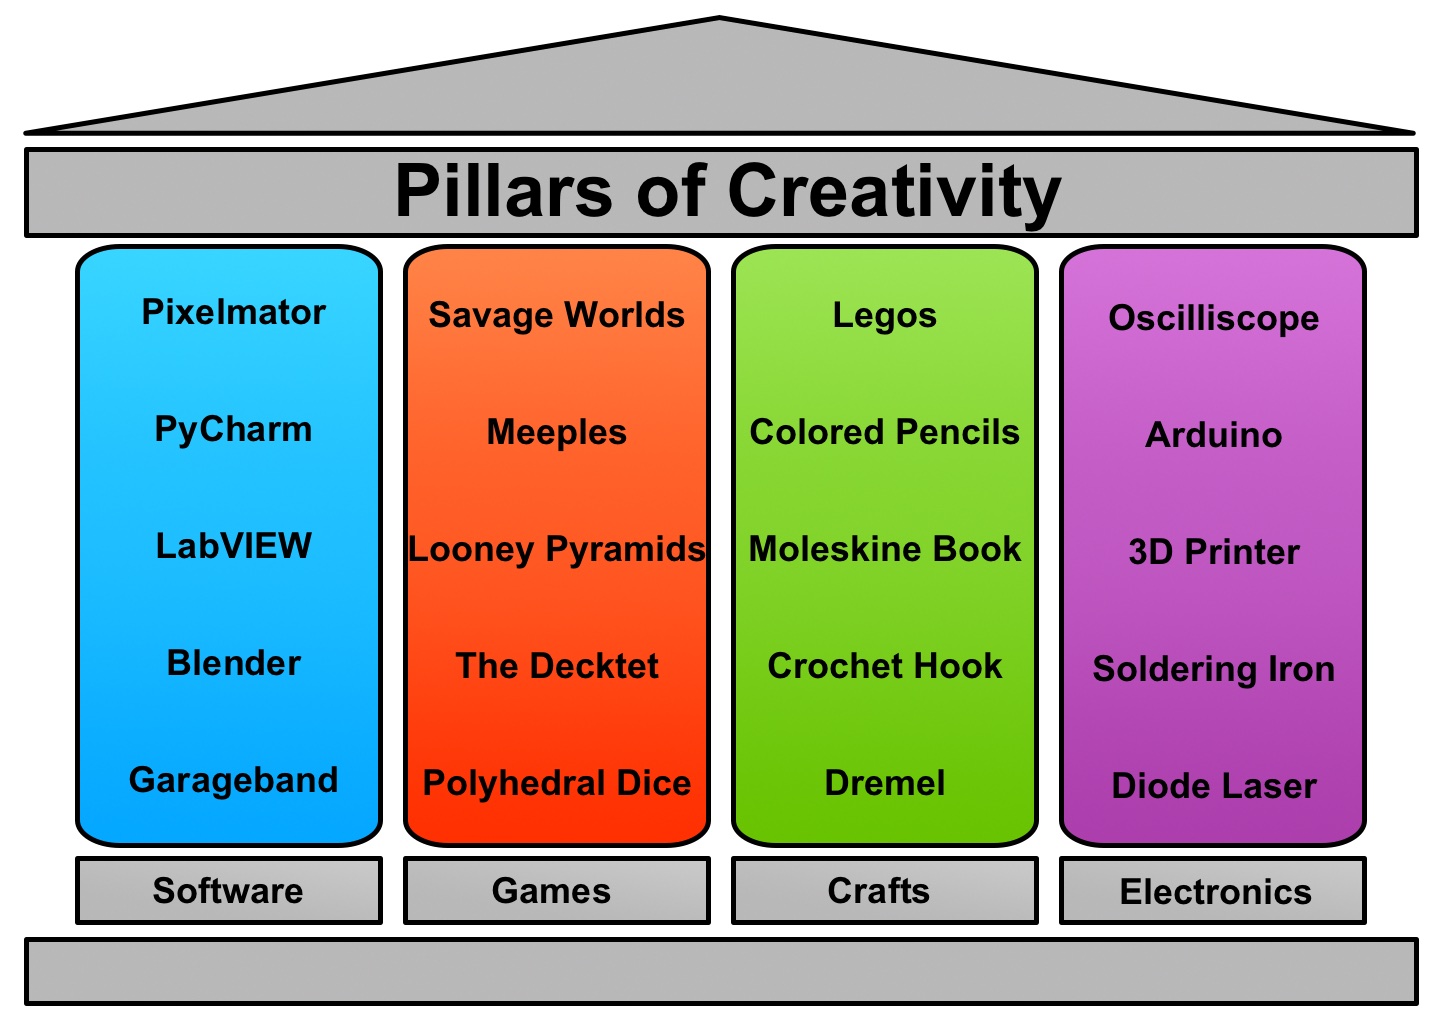 Pillars of Creativity
Pixelmator
PyCharm
LabVIEW
Blender
Garageband
Software
Savage Worlds
Meeples
Looney Pyramids
The Decktet
Polyhedral Dice
Games
Legos
Colored Pencils
Moleskine Book
Crochet Hook
Dremel
Crafts
Oscilliscope
Arduino
3D Printer
Soldering Iron
Diode Laser
Electronics